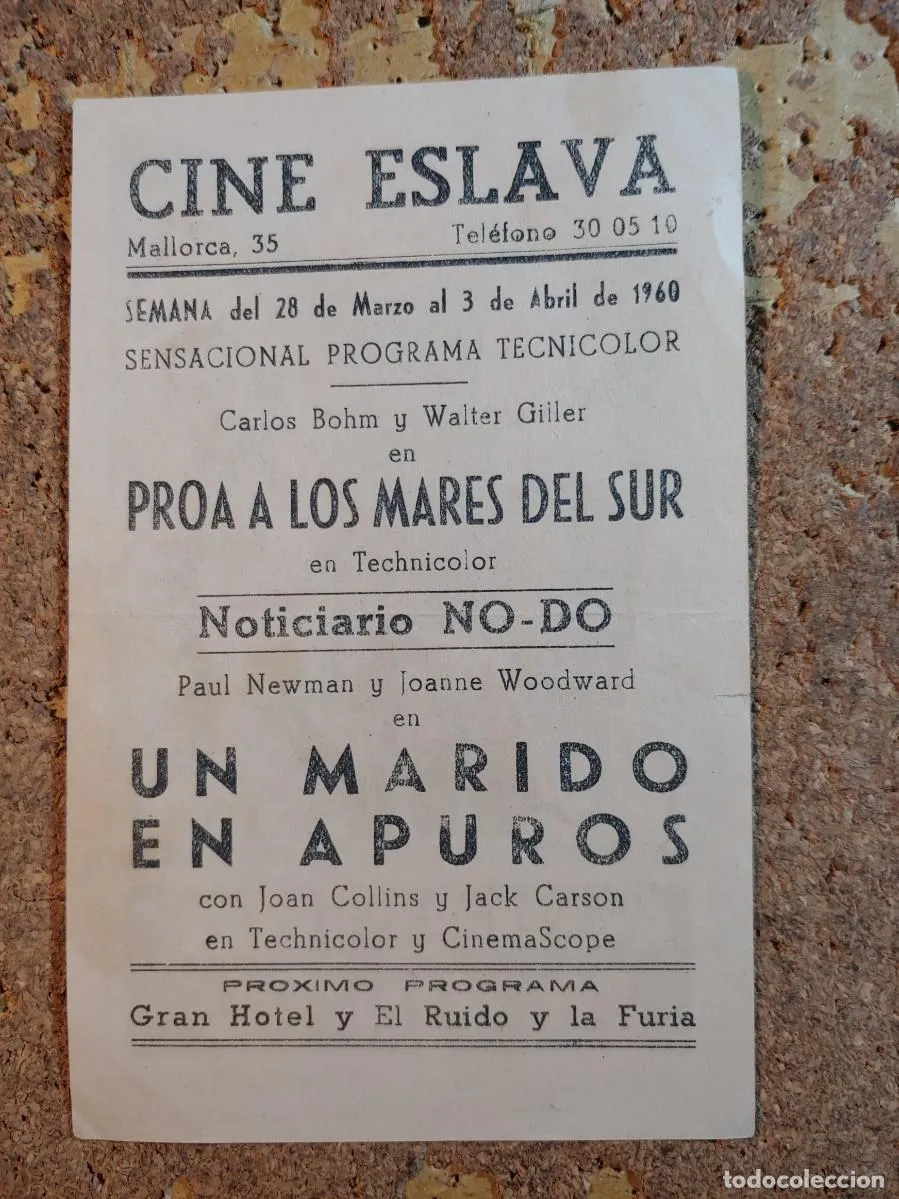 CINE ESLAVA
Mallorca, 35 Teléfono 30 05 10
SEMANA del 28 de Marzo al 3 de Abril de 1960
SENSACIONAL PROGRAMA TECNICOLOR
Carlos Bohm y Walter Giller
en
PROA A LOS MARES DEL SUR
en Technicolor
Noticiario NO-DO
Paul Newman y Joanne Woodward
en
UN MARIDO
EN APUROS
con Joan Collins y Jack Carson
en Technicolor y CinemaScope
PROXIMO PROGRAMA
Gran Hotel y El Ruido y la Furia
todocoleccion